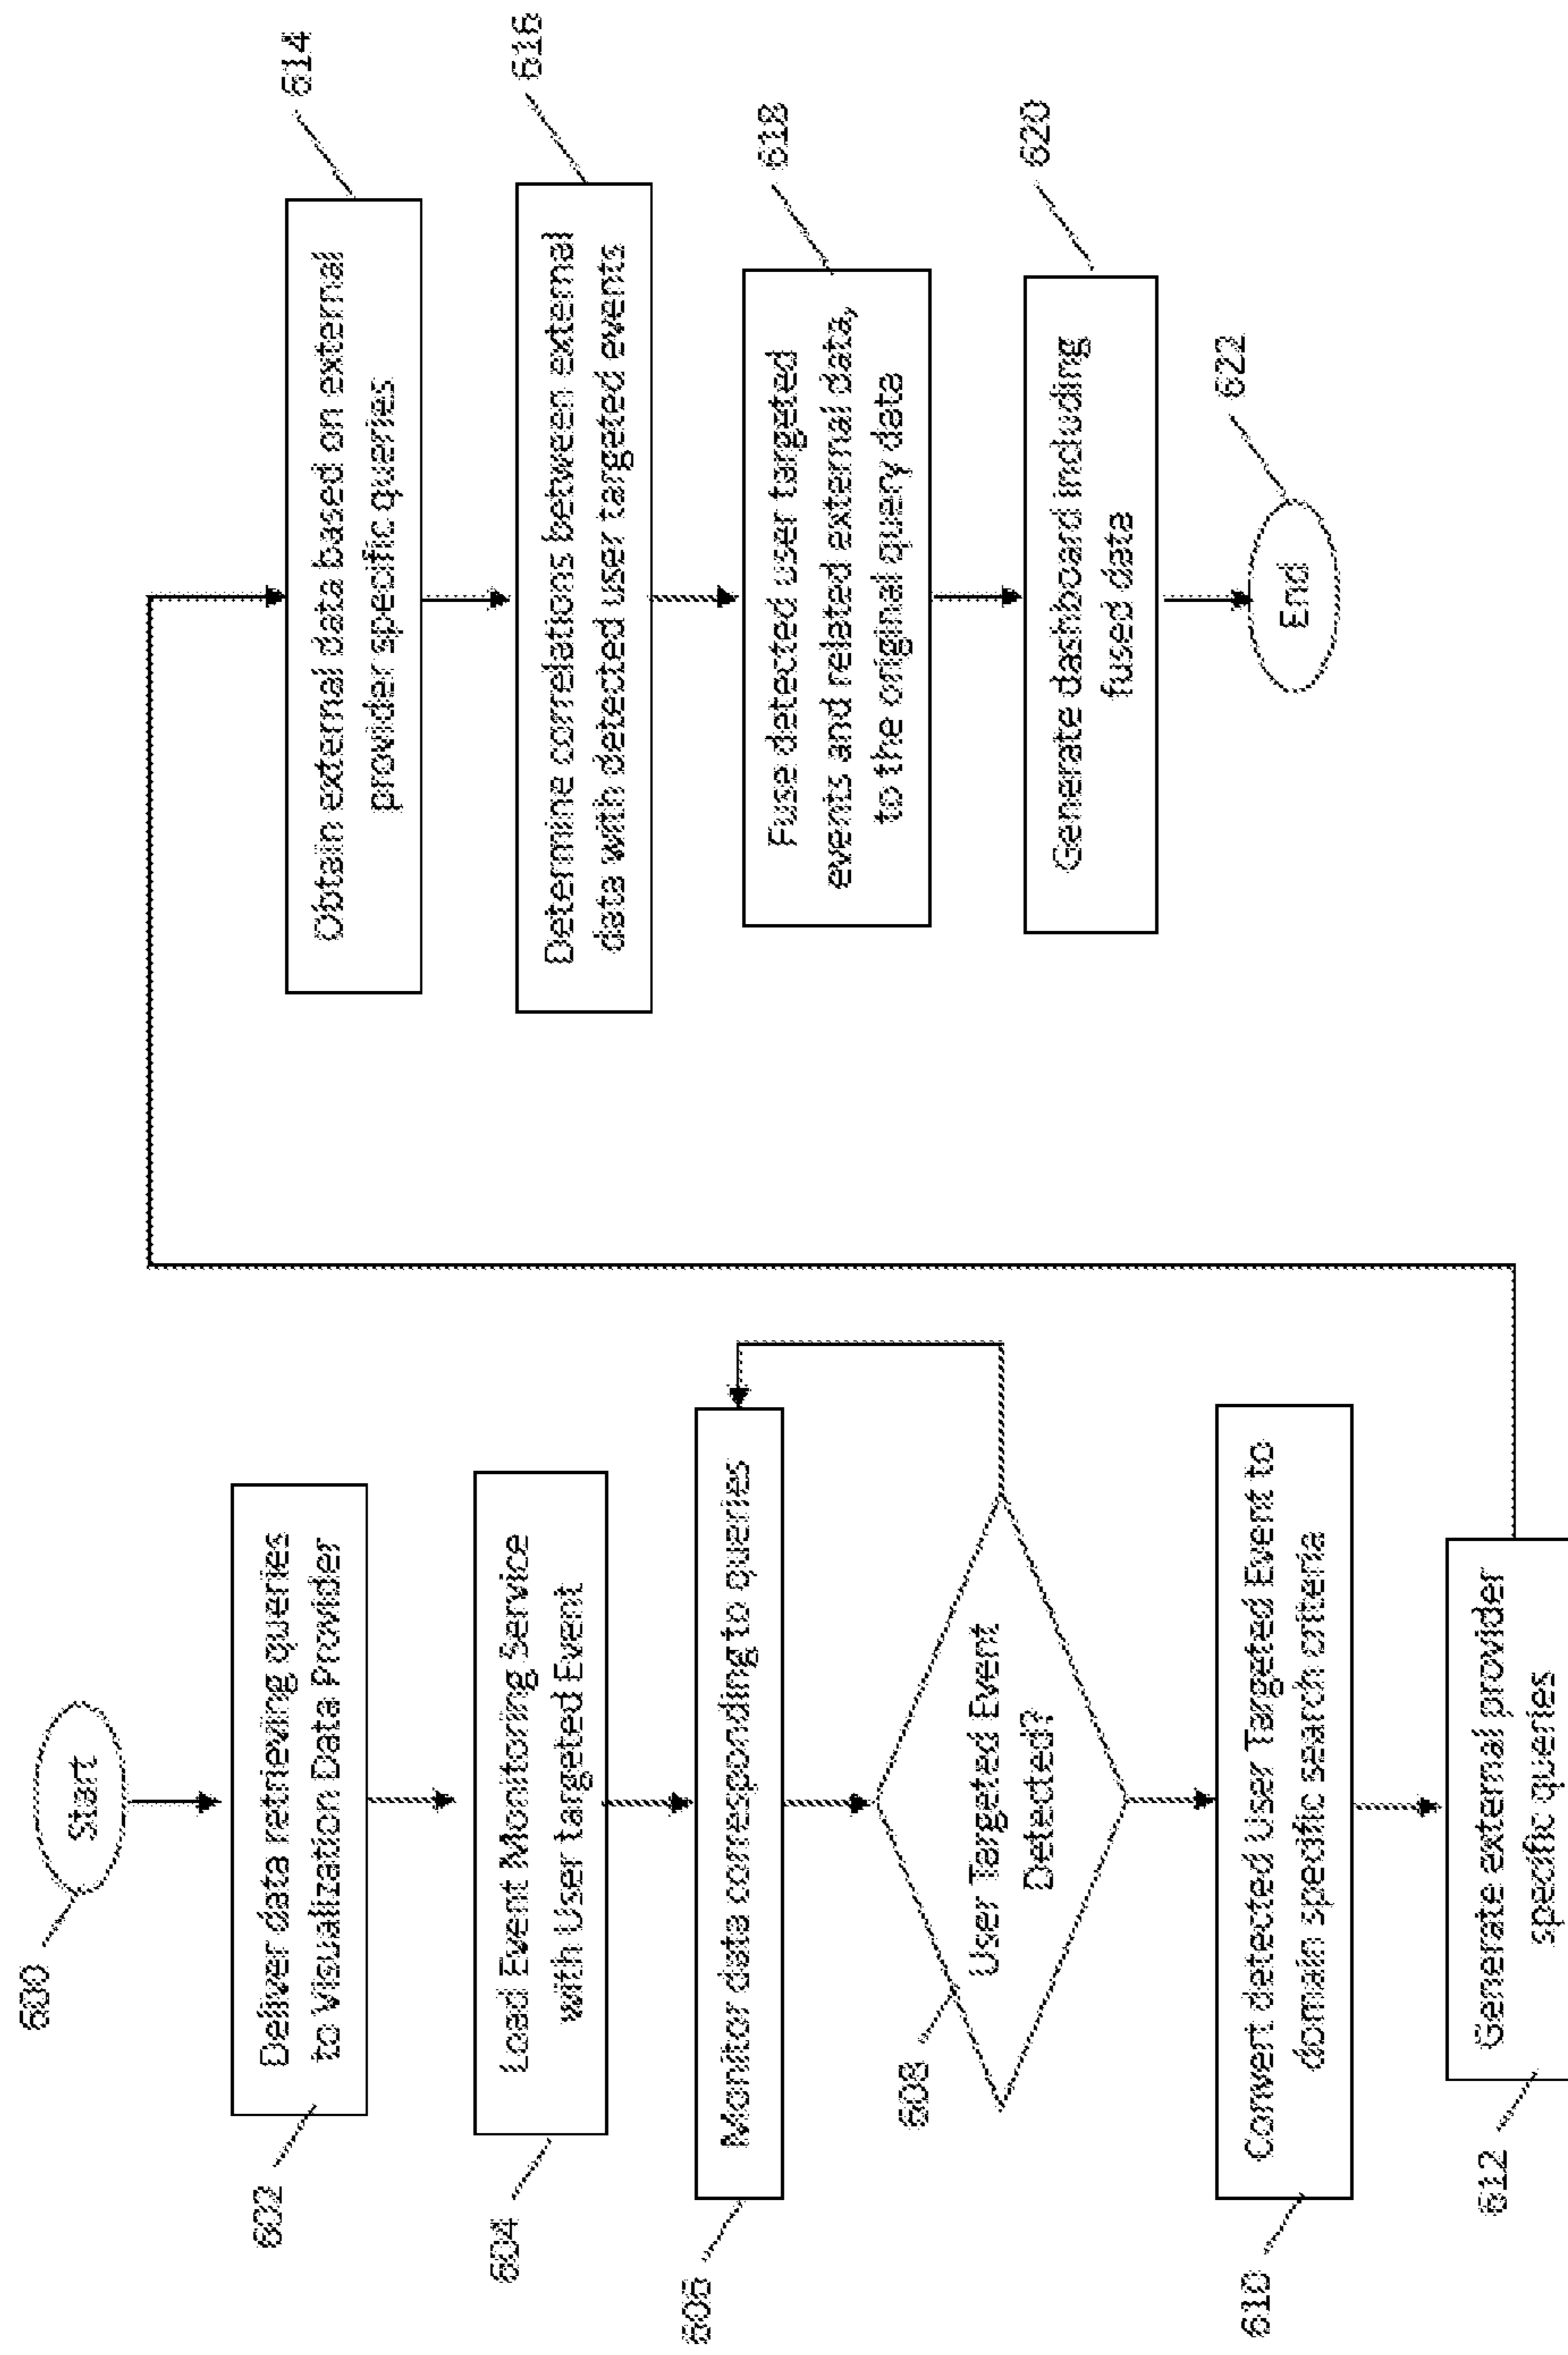 600
Start
602
Deliver data retrieving queries
to Visualization Data Provider
604
Load Event Monitoring Service
with User targeted Event
606
Monitor data corresponding to queries
608
User Targeted Event
Detected?
610
Convert detected User Targeted Event to
domain specific search criteria
612
Generate external provider
specific queries
614
Obtain external data based on external
provider specific queries
616
Determine correlations between external
data with detected user targeted events
618
Fuse detected user targeted
events and related external data,
to the original query data
620
Generate dashboard including
fused data
622
End